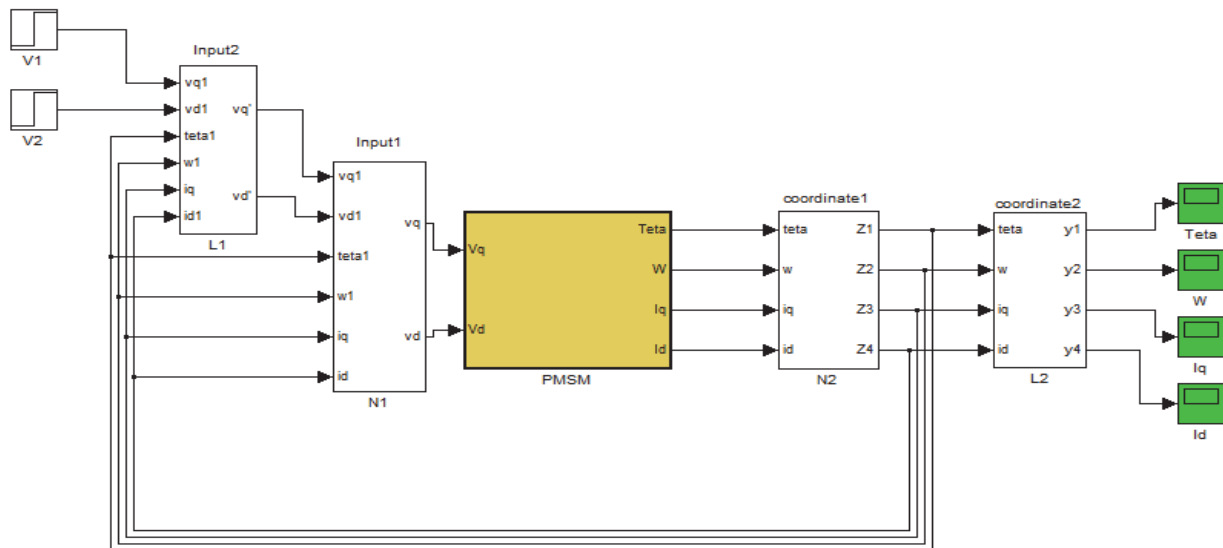 V1
V2
Input2
vq1
vd1
teta1
w1
iq
id1
vq'
vd'
L1
Input1
vq1
vd1
teta1
w1
iq
id
vq
vd
N1
Vq
Vd
Teta
W
Iq
Id
PMSM
coordinate1
teta
w
iq
id
Z1
Z2
Z3
Z4
N2
coordinate2
teta
w
iq
id
y1
y2
y3
y4
L2
Teta
W
Iq
Id